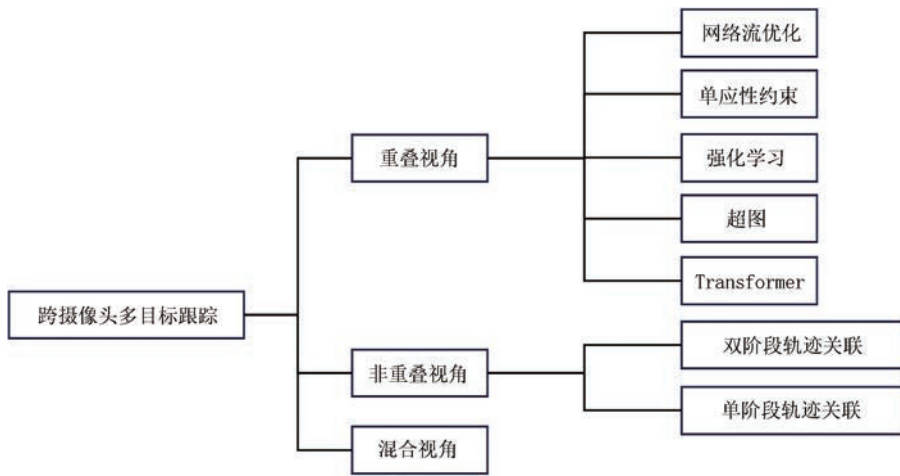 跨摄像头多目标跟踪
重叠视角
网络流优化
单应性约束
强化学习
超图
Transformer
非重叠视角
双阶段轨迹关联
单阶段轨迹关联
混合视角